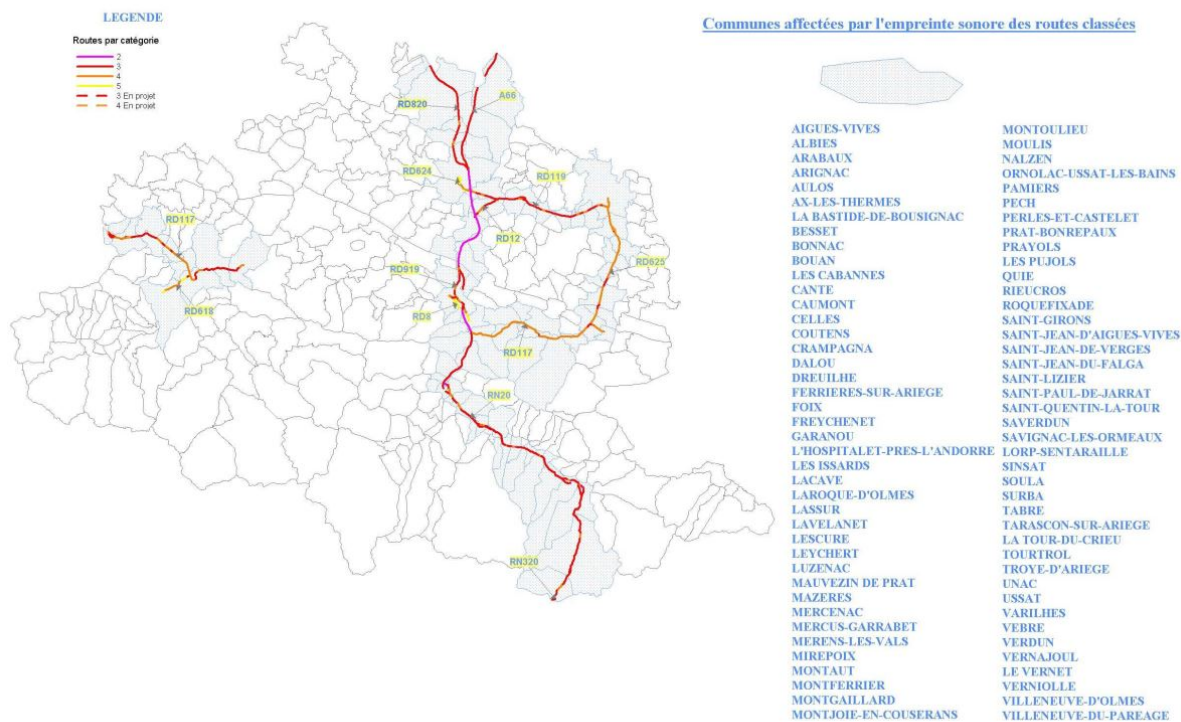 LEGENDE
Routes par catégorie
2
3
4
5
3 En projet
4 En projet
RD820
A66
RD624
RD119
RD117
RD12
RD919
RD625
RD618
RD8
RD117
RN20
RN320
Communes affectées par l'empreinte sonore des routes classées
AIGUES-VIVES
ALBIES
ARABAUX
ARIGNAC
AULOS
AX-LES-THERMES
LA BASTIDE-DE-BOUSIGNAC
BESSET
BONNAC
BOUAN
LES CABANNES
CANTE
CAUMONT
CELLES
COUTENS
CRAMPAGNA
DALOU
DREUILHE
FERRIERES-SUR-ARIEGE
FOIX
FREYCHENET
GARANOU
L'HOSPITALET-PRES-L'ANDORRE
LES ISSARDS
LACAVE
LAROQUE-D'OLMES
LASSUR
LAVELANET
LESCURE
LEYCHERT
LUZENAC
MAUVEZIN DE PRAT
MAZERES
MERCENAC
MERCUS-GARRABET
MERENS-LES-VALS
MIREPOIX
MONTAUT
MONTFERRIER
MONTGAILLARD
MONTJOIE-EN-COUSERANS
MONTOULIEU
MOULIS
NALZEN
ORNOLAC-USSAT-LES-BAINS
PAMIERS
PECH
PERLES-ET-CASTELET
PRAT-BONREPAUX
PRAYOLS
LES PUJOLS
QUIE
RIEUCROS
ROQUEFIXADE
SAINT-GIRONS
SAINT-JEAN-D'AIGUES-VIVES
SAINT-JEAN-DE-VERGES
SAINT-JEAN-DU-FALGA
SAINT-LIZIER
SAINT-PAUL-DE-JARRAT
SAINT-QUENTIN-LA-TOUR
SAVERDUN
SAVIGNAC-LES-ORMEAUX
LORP-SENTARAILLE
SINSAT
SOULA
SURBA
TABRE
TARASCON-SUR-ARIEGE
LA TOUR-DU-CRIEU
TOURTROL
TROYE-D'ARIEGE
UNAC
USSAT
VARILHES
VEBRE
VERDUN
VERNAJOUL
LE VERNET
VERNIOLLE
VILLENEUVE-D'OLMES
VILLENEUVE-DU-PAREAGE